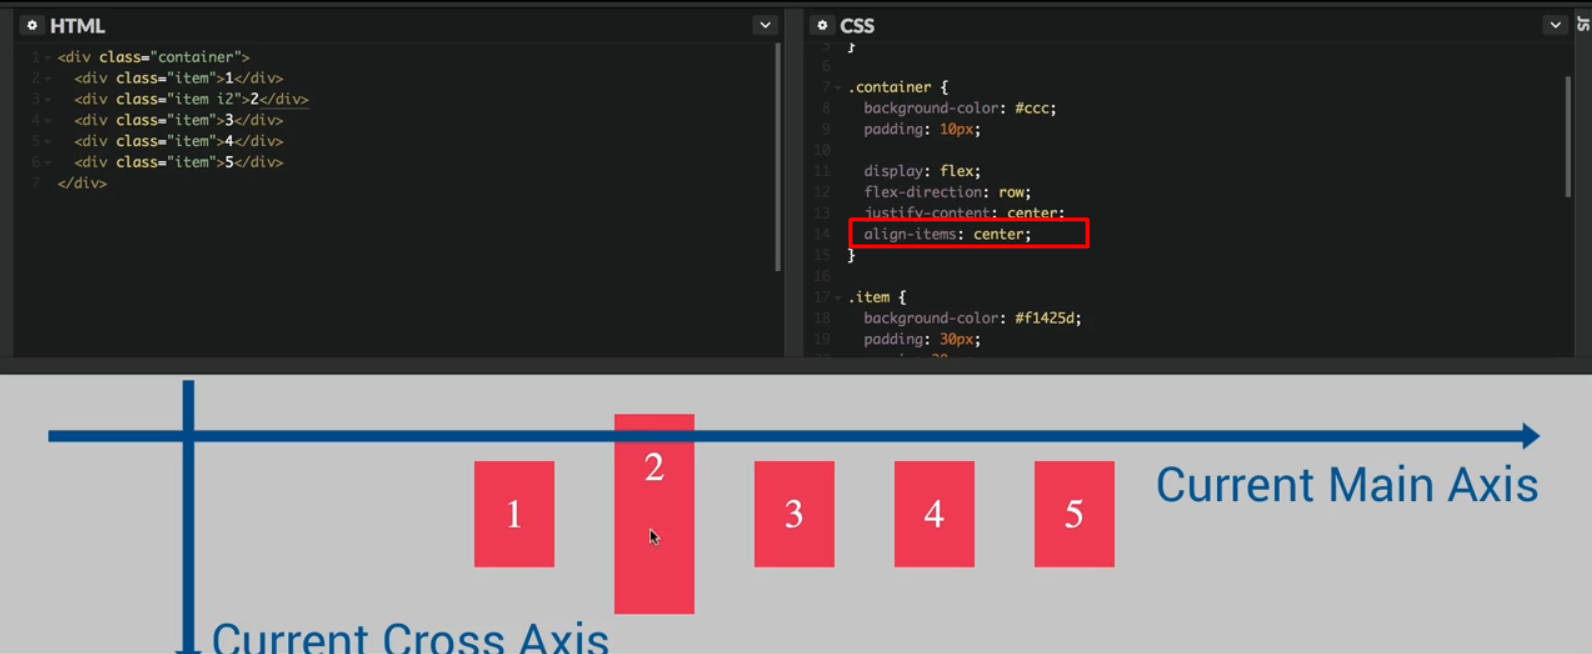 HTML
1 <div class="container">
2 <div class="item">1</div>
3 <div class="item i2">2</div>
4 <div class="item">3</div>
5 <div class="item">4</div>
6 <div class="item">5</div>
7 </div>
CSS
JS
5 }
6
7 .container {
8 background-color: #ccc;
9 padding: 10px;
10
11 display: flex;
12 flex-direction: row;
13 justify-content: center;
14 align-items: center;
15 }
16
17 .item {
18 background-color: #f1425d;
19 padding: 30px;
1
2
3
4
5
Current Main Axis
Current Cross Axis